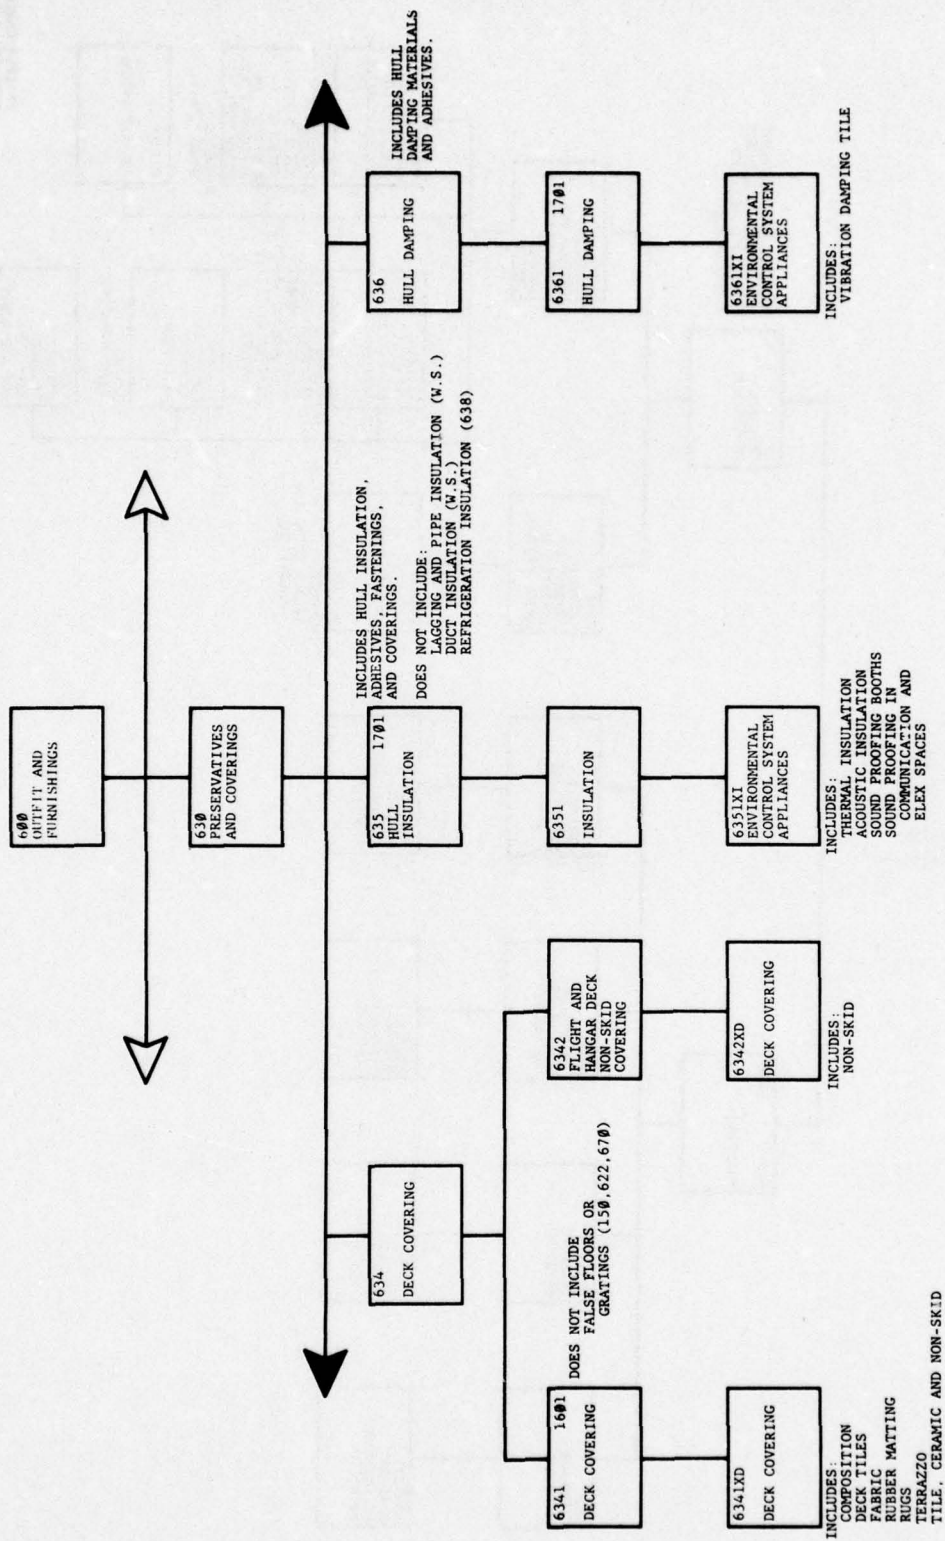 600
OUTFIT AND
FURNISHINGS
630
PRESERVATIVES
AND COVERINGS
634
DECK COVERING
635 1701
HULL
INSULATION
INCLUDES HULL INSULATION,
ADHESIVES, FASTENINGS,
AND COVERINGS.
DOES NOT INCLUDE:
LAGGING AND PIPE INSULATION (W.S.)
DUCT INSULATION (W.S.)
REFRIGERATION INSULATION (638)
636
HULL DAMPING
INCLUDES HULL
DAMPING MATERIALS
AND ADHESIVES.
6341 1601
DECK COVERING
DOES NOT INCLUDE
FALSE FLOORS OR
GRATINGS (150,622,670)
6342
FLIGHT AND
HANGAR DECK
NON-SKID
COVERING
6351
INSULATION
6361 1701
HULL DAMPING
6341XD
DECK COVERING
INCLUDES:
COMPOSITION
DECK TILES
FABRIC
RUBBER MATTING
RUGS
TERRAZZO
TILE, CERAMIC AND NON-SKID
6342XD
DECK COVERING
INCLUDES:
NON-SKID
6351XI
ENVIRONMENTAL
CONTROL SYSTEM
APPLIANCES
INCLUDES:
THERMAL INSULATION
ACOUSTIC INSULATION
SOUND PROOFING BOOTHS
SOUND PROOFING IN
COMMUNICATION AND
ELEX SPACES
6361XI
ENVIRONMENTAL
CONTROL SYSTEM
APPLIANCES
INCLUDES:
VIBRATION DAMPING TILE